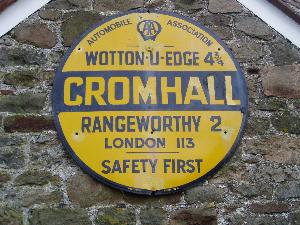 AUTOMOBILE AA ASSOCIATION
WOTTON-U-EDGE 4¾
CROMHALL
RANGEWORTHY 2
LONDON 113
SAFETY FIRST